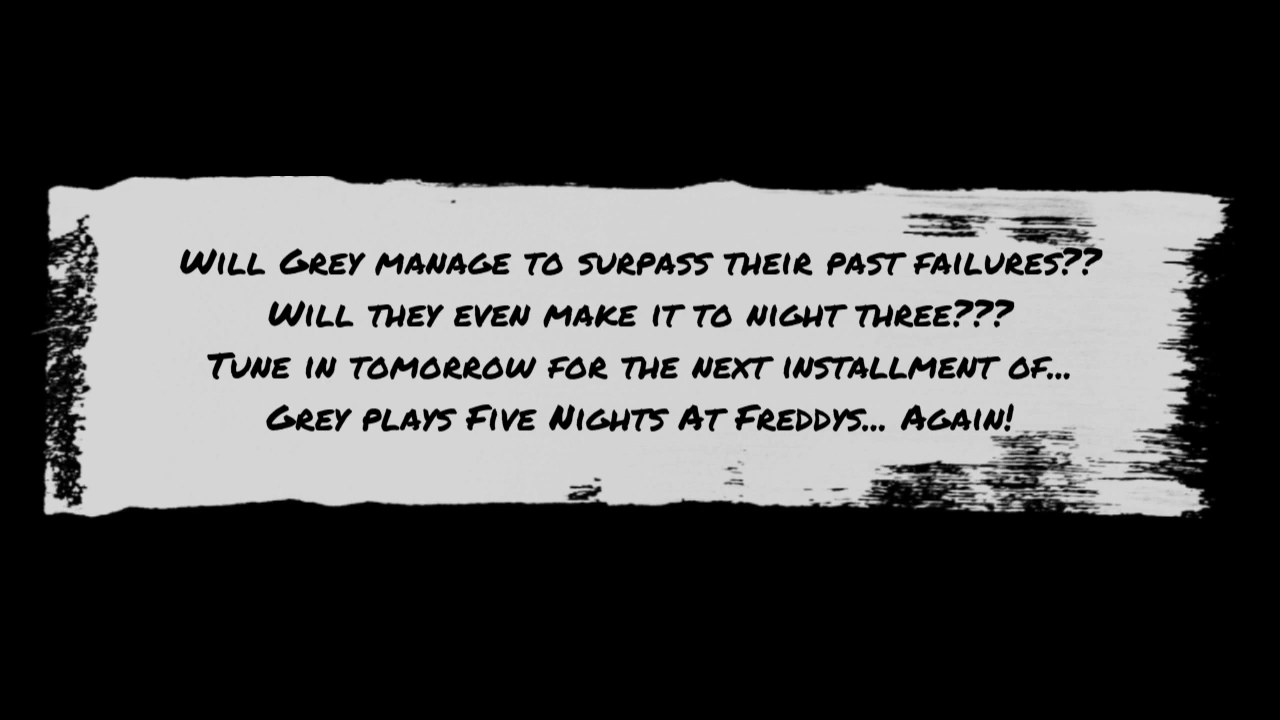 Will Grey manage to surpass their past failures??
Will they even make it to night three???
Tune in tomorrow for the next installment of...
Grey plays Five Nights At Freddys... Again!